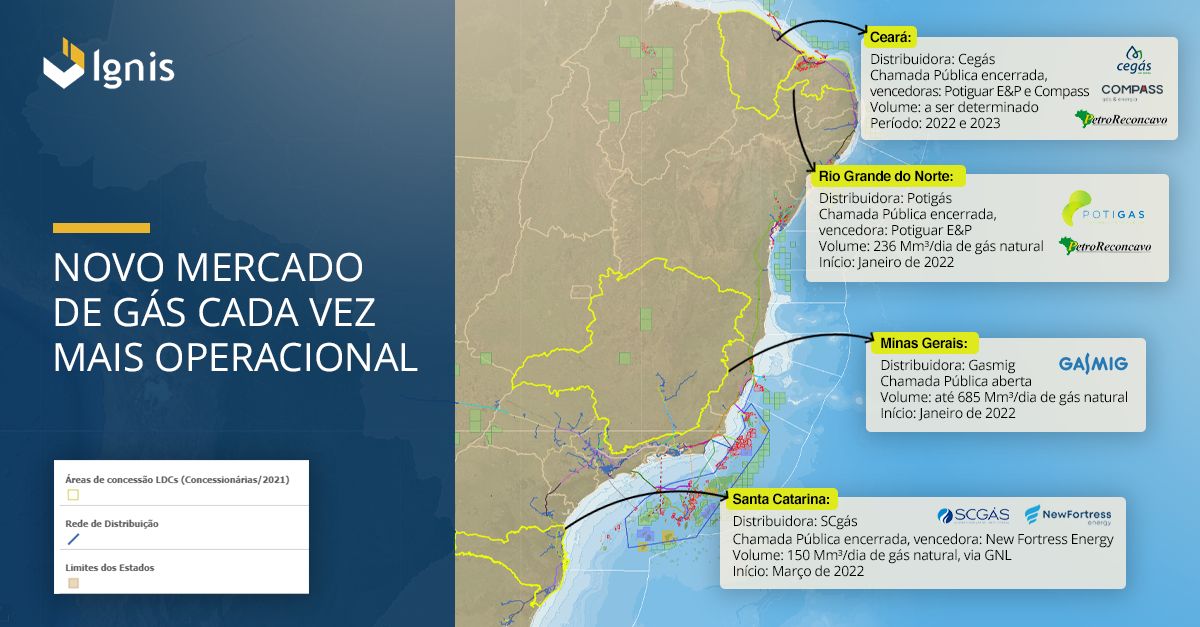 Ignis
NOVO MERCADO
DE GÁS CADA VEZ
MAIS OPERACIONAL
Áreas de concessão LDCs (Concessionárias/2021)
Rede de Distribuição
Limites dos Estados
Ceará:
Distribuidora: Cegás
Chamada Pública encerrada,
vencedoras: Potiguar E&P e Compass
Volume: a ser determinado
Período: 2022 e 2023
cegás
COMPASS
gás & energia
PetroReconcavo
Rio Grande do Norte:
Distribuidora: Potigás
Chamada Pública encerrada,
vencedora: Potiguar E&P
Volume: 236 Mm³/dia de gás natural
Início: Janeiro de 2022
POTIGAS
PetroReconcavo
Minas Gerais:
Distribuidora: Gasmig
Chamada Pública aberta
Volume: até 685 Mm³/dia de gás natural
Início: Janeiro de 2022
GASMIG
Santa Catarina:
Distribuidora: SCgás
Chamada Pública encerrada, vencedora: New Fortress Energy
Volume: 150 Mm³/dia de gás natural, via GNL
Início: Março de 2022
SCGÁS
NewFortress
energy